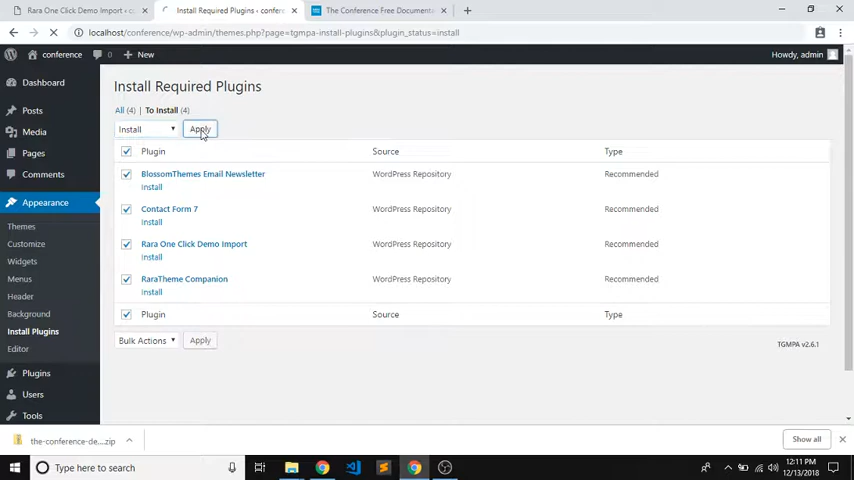 Rara One Click Demo Import ‹ con
Install Required Plugins ‹ confere
The Conference Free Documente
localhost/conference/wp-admin/themes.php?page=tgmpa-install-plugins&plugin_status=install
conference 0 New Howdy, admin
Dashboard
Posts
Media
Pages
Comments
Appearance
Themes
Customize
Widgets
Menus
Header
Background
Install Plugins
Editor
Plugins
Users
Tools
Install Required Plugins
All (4) | To Install (4)
Install Apply
Plugin Source Type
BlossomThemes Email Newsletter WordPress Repository Recommended
Install
Contact Form 7 WordPress Repository Recommended
Install
Rara One Click Demo Import WordPress Repository Recommended
Install
RaraTheme Companion WordPress Repository Recommended
Install
Plugin Source Type
Bulk Actions Apply
TGMPA v2.6.1
the-conference-de....zip Show all
Type here to search
12:11 PM
12/13/2018